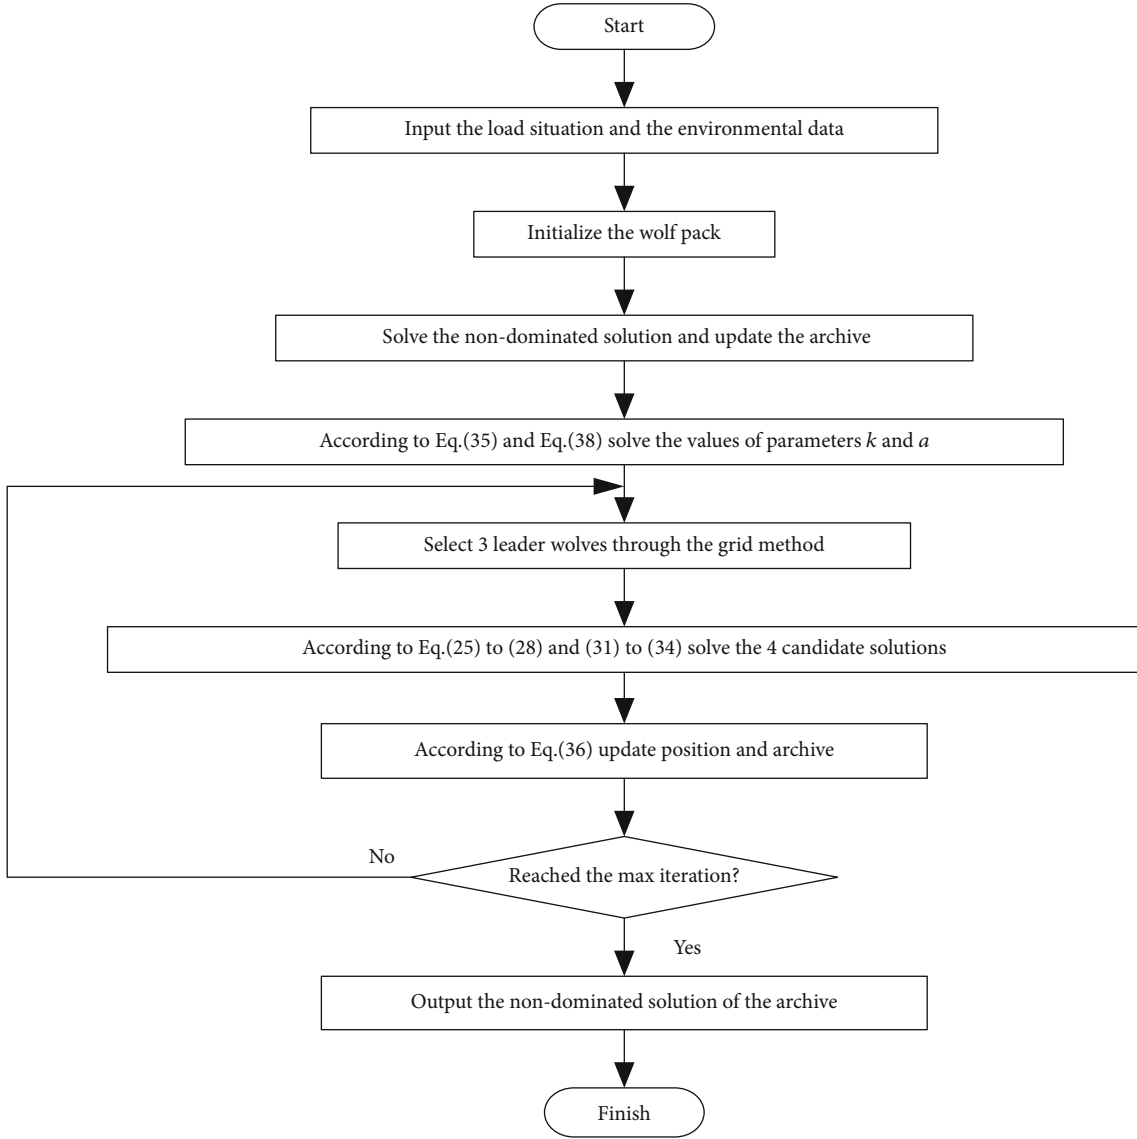 Start
Input the load situation and the environmental data
Initialize the wolf pack
Solve the non-dominated solution and update the archive
According to Eq.(35) and Eq.(38) solve the values of parameters k and a
Select 3 leader wolves through the grid method
According to Eq.(25) to (28) and (31) to (34) solve the 4 candidate solutions
According to Eq.(36) update position and archive
No
Reached the max iteration?
Yes
Output the non-dominated solution of the archive
Finish